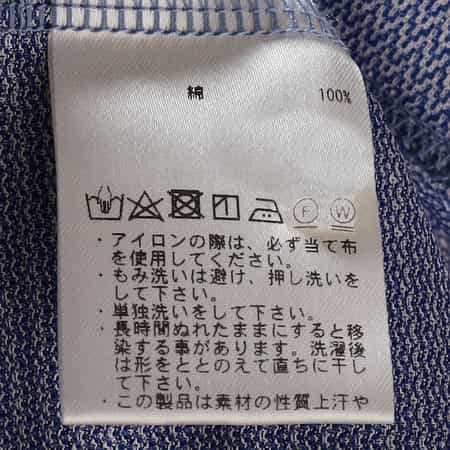 綿 100%
F W
・アイロンの際は、必ず当て布
を使用してください。
・もみ洗いは避け、押し洗いを
して下さい。
・単独洗いをして下さい。
・長時間ぬれたままにすると移
染する事があります。洗濯後
は形をととのえて直ちに干し
て下さい。
・この製品は素材の性質上汗や